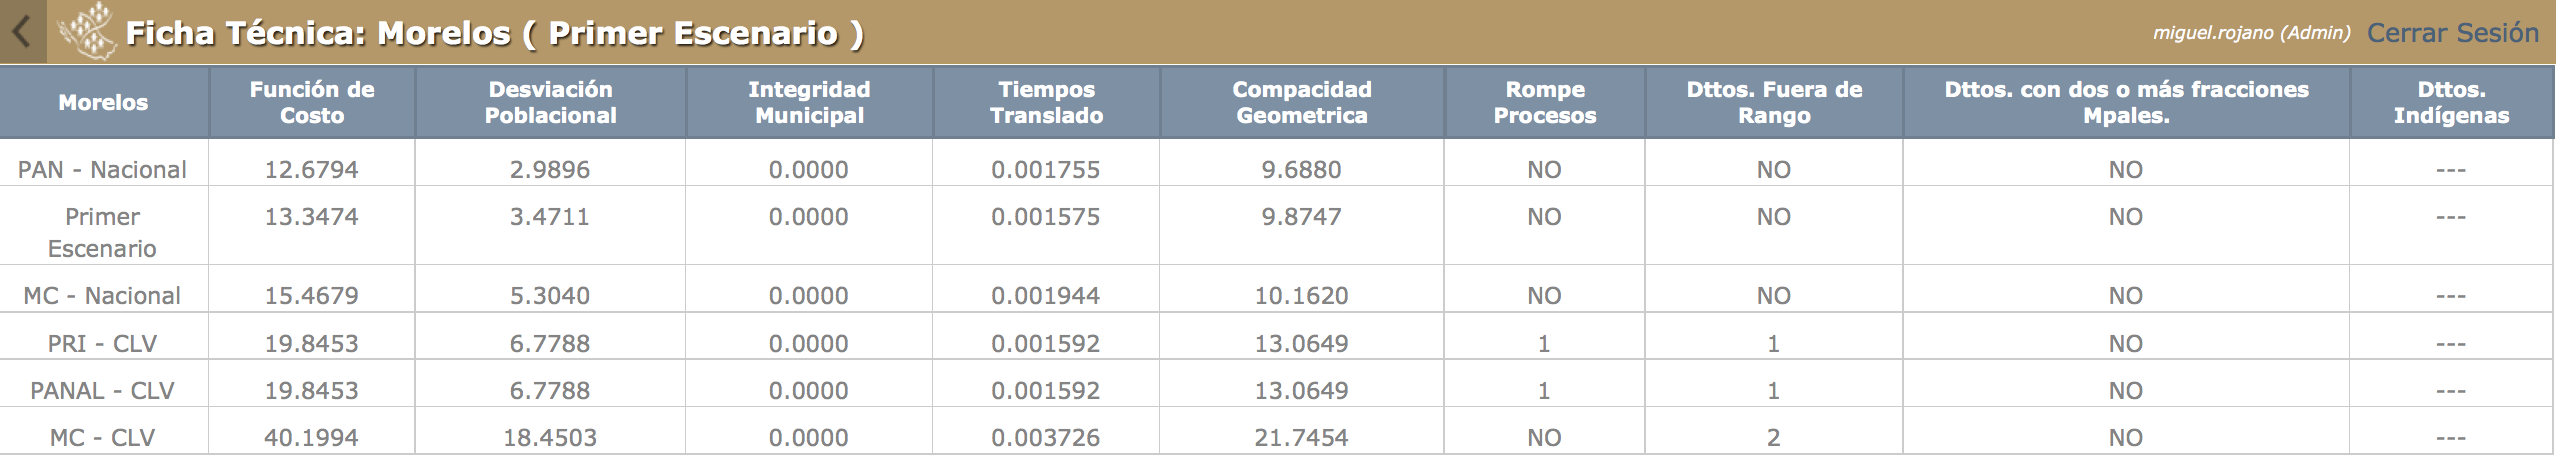 Ficha Técnica: Morelos ( Primer Escenario )
miguel.rojano (Admin) Cerrar Sesión
Morelos Función de Costo Desviación Poblacional Integridad Municipal Tiempos Translado Compacidad Geometrica Rompe Procesos Dttos. Fuera de Rango Dttos. con dos o más fracciones Mpales. Dttos. Indígenas
PAN - Nacional 12.6794 2.9896 0.0000 0.001755 9.6880 NO NO NO ---
Primer Escenario 13.3474 3.4711 0.0000 0.001575 9.8747 NO NO NO ---
MC - Nacional 15.4679 5.3040 0.0000 0.001944 10.1620 NO NO NO ---
PRI - CLV 19.8453 6.7788 0.0000 0.001592 13.0649 1 1 NO ---
PANAL - CLV 19.8453 6.7788 0.0000 0.001592 13.0649 1 1 NO ---
MC - CLV 40.1994 18.4503 0.0000 0.003726 21.7454 NO 2 NO ---